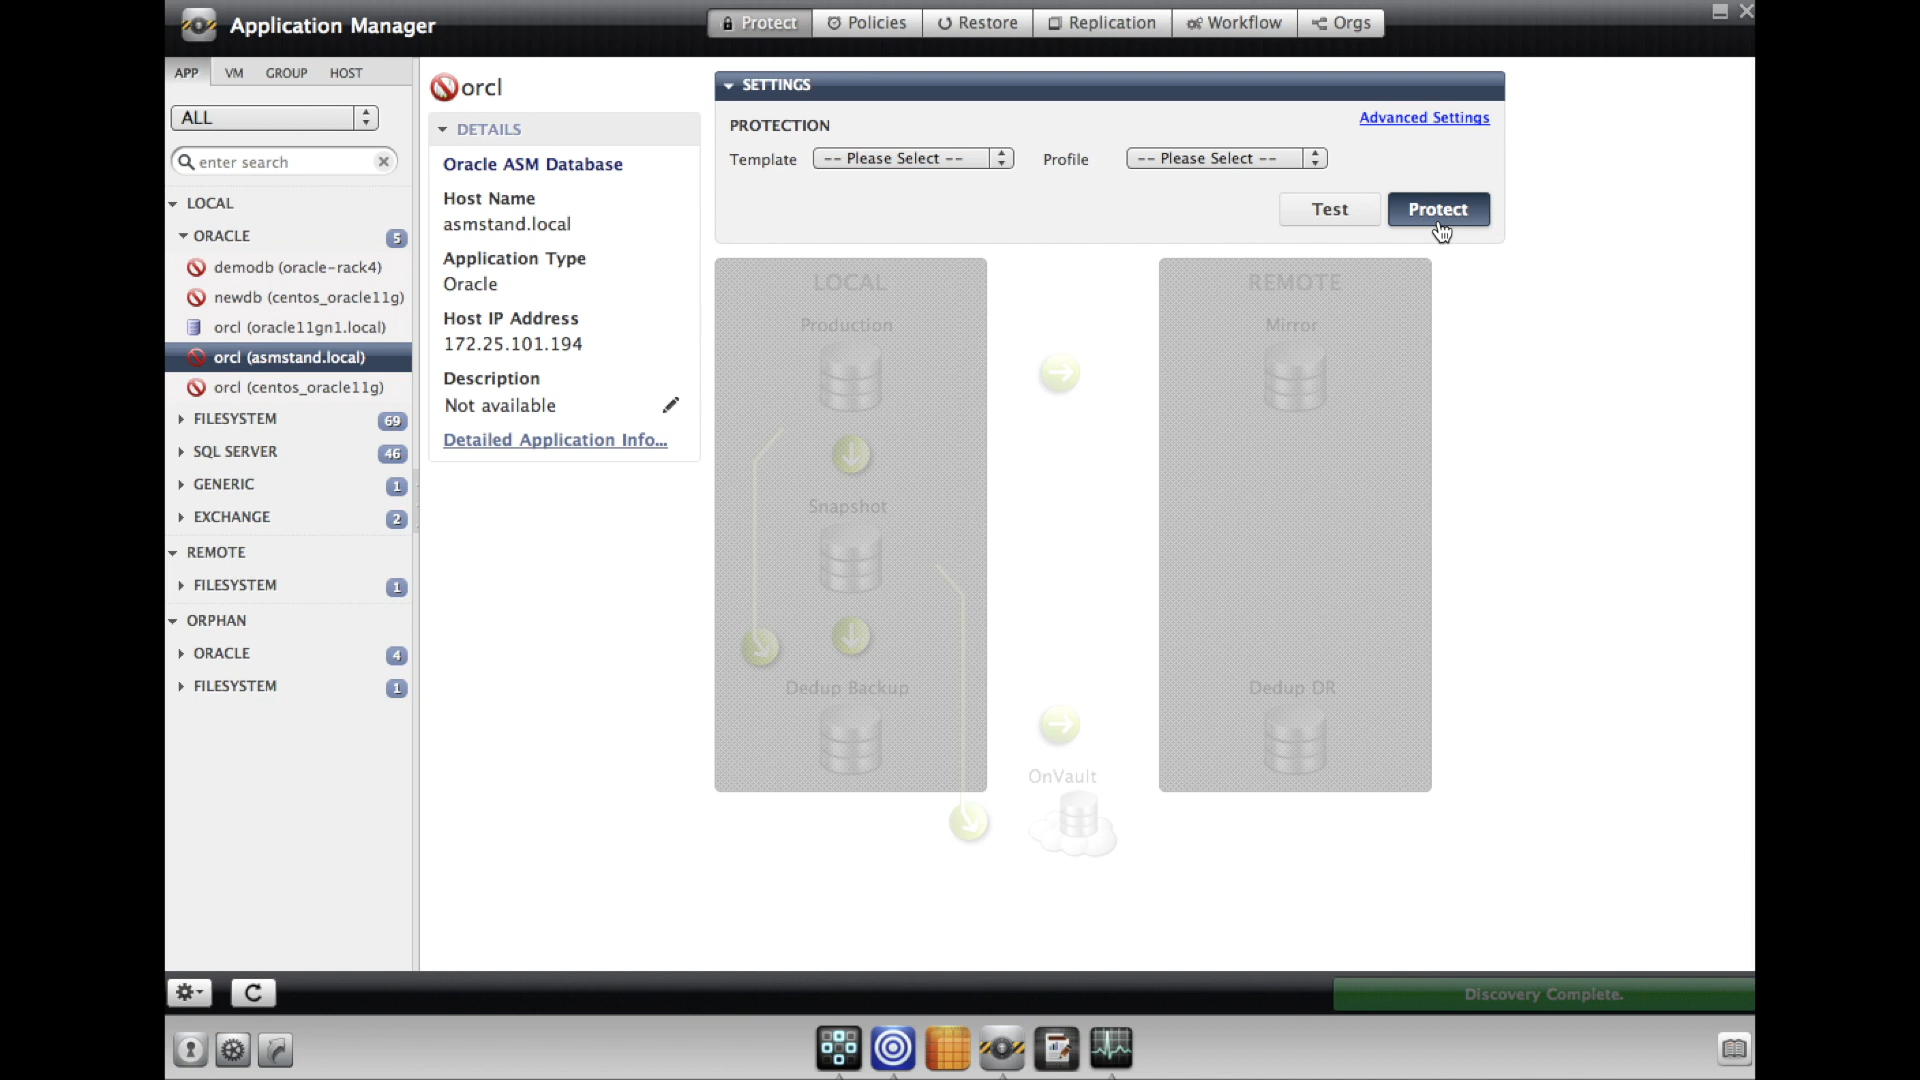 Application Manager
Protect
Policies
Restore
Replication
Workflow
Orgs
APP
VM
GROUP
HOST
ALL
enter search
LOCAL
ORACLE 5
demodb (oracle-rack4)
newdb (centos_oracle11g)
orcl (oracle11gn1.local)
orcl (asmstand.local)
orcl (centos_oracle11g)
FILESYSTEM 69
SQL SERVER 46
GENERIC 1
EXCHANGE 2
REMOTE
FILESYSTEM 1
ORPHAN
ORACLE 4
FILESYSTEM 1
orcl
DETAILS
Oracle ASM Database
Host Name
asmstand.local
Application Type
Oracle
Host IP Address
172.25.101.194
Description
Not available
Detailed Application Info...
SETTINGS
PROTECTION
Advanced Settings
Template -- Please Select -- Profile -- Please Select --
Test
Protect
LOCAL
Production
Snapshot
Dedup Backup
OnVault
REMOTE
Mirror
Dedup DR
Discovery Complete.